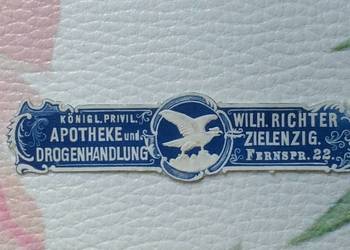 KÖNIGL. PRIVIL.
APOTHEKE und
DROGENHANDLUNG
WILH. RICHTER
ZIELENZIG.
FERNSPR. 22.